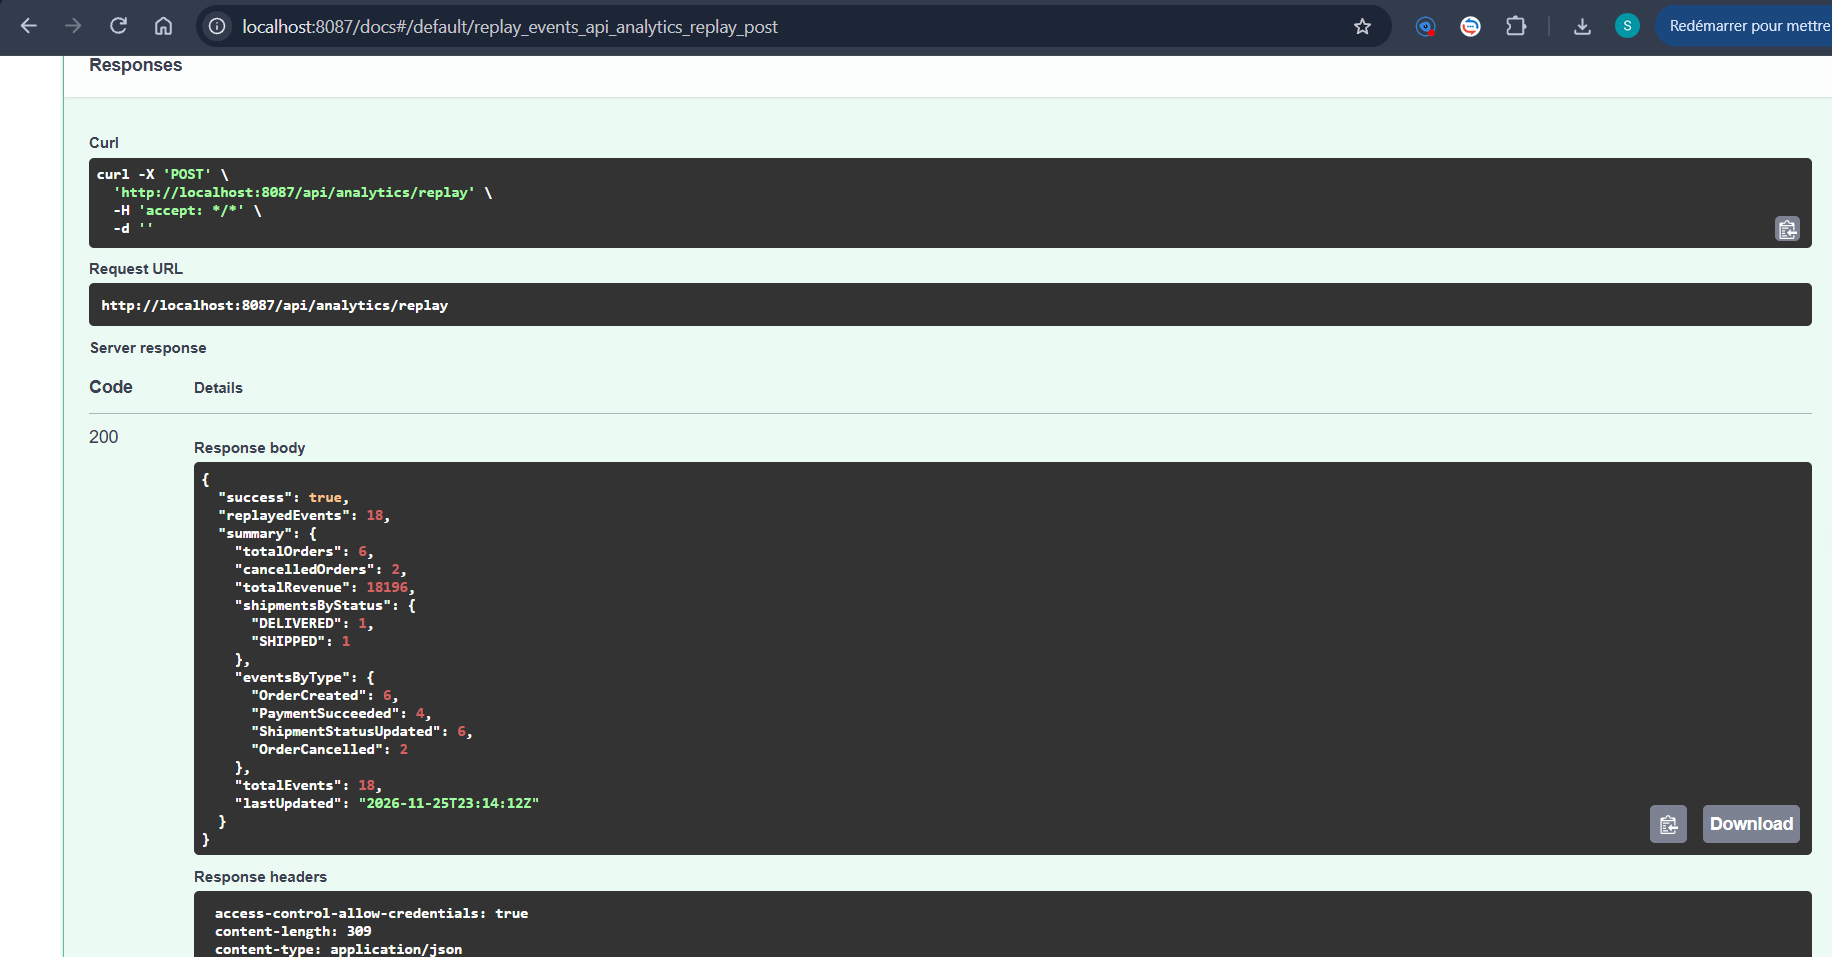 localhost:8087/docs#/default/replay_events_api_analytics_replay_post
S
Redémarrer pour mettre
Responses
Curl
curl -X 'POST' \
  'http://localhost:8087/api/analytics/replay' \
  -H 'accept: */*' \
  -d ''
Request URL
http://localhost:8087/api/analytics/replay
Server response
Code Details
200
Response body
{
  "success": true,
  "replayedEvents": 18,
  "summary": {
    "totalOrders": 6,
    "cancelledOrders": 2,
    "totalRevenue": 18196,
    "shipmentsByStatus": {
      "DELIVERED": 1,
      "SHIPPED": 1
    },
    "eventsByType": {
      "OrderCreated": 6,
      "PaymentSucceeded": 4,
      "ShipmentStatusUpdated": 6,
      "OrderCancelled": 2
    },
    "totalEvents": 18,
    "lastUpdated": "2026-11-25T23:14:12Z"
  }
}
Download
Response headers
access-control-allow-credentials: true
content-length: 309
content-type: application/json